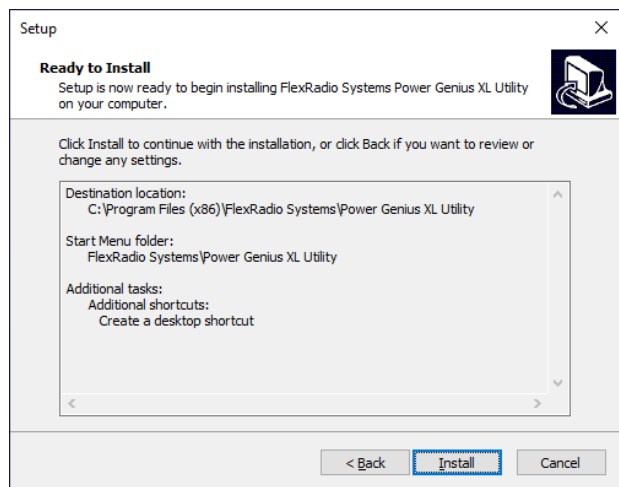 Setup
Ready to Install
Setup is now ready to begin installing FlexRadio Systems Power Genius XL Utility
on your computer.
Click Install to continue with the installation, or click Back if you want to review or
change any settings.
Destination location:
C:\Program Files (x86)\FlexRadio Systems\Power Genius XL Utility
Start Menu folder:
FlexRadio Systems\Power Genius XL Utility
Additional tasks:
Additional shortcuts:
Create a desktop shortcut
< Back
Install
Cancel